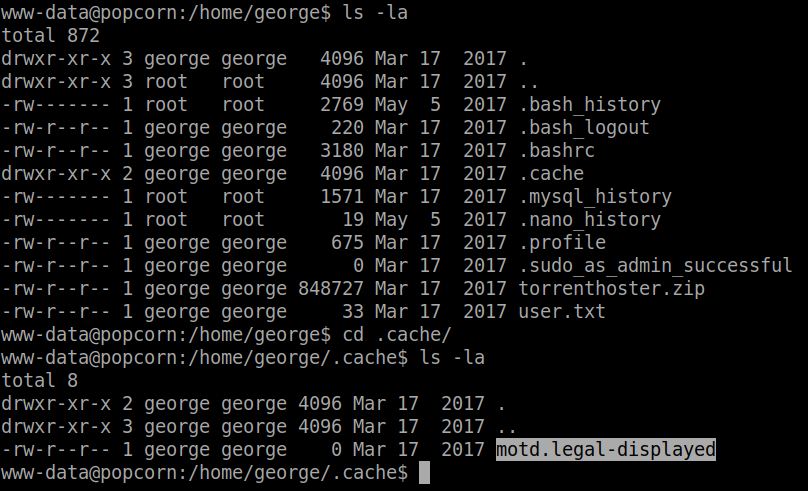 www-data@popcorn:/home/george$ ls -la
total 872
drwxr-xr-x 3 george george   4096 Mar 17  2017 .
drwxr-xr-x 3 root   root     4096 Mar 17  2017 ..
-rw------- 1 root   root     2769 May  5  2017 .bash_history
-rw-r--r-- 1 george george    220 Mar 17  2017 .bash_logout
-rw-r--r-- 1 george george   3180 Mar 17  2017 .bashrc
drwxr-xr-x 2 george george   4096 Mar 17  2017 .cache
-rw------- 1 root   root     1571 Mar 17  2017 .mysql_history
-rw------- 1 root   root       19 May  5  2017 .nano_history
-rw-r--r-- 1 george george    675 Mar 17  2017 .profile
-rw-r--r-- 1 george george      0 Mar 17  2017 .sudo_as_admin_successful
-rw-r--r-- 1 george george 848727 Mar 17  2017 torrenthoster.zip
-rw-r--r-- 1 george george     33 Mar 17  2017 user.txt
www-data@popcorn:/home/george$ cd .cache/
www-data@popcorn:/home/george/.cache$ ls -la
total 8
drwxr-xr-x 2 george george 4096 Mar 17  2017 .
drwxr-xr-x 3 george george 4096 Mar 17  2017 ..
-rw-r--r-- 1 george george    0 Mar 17  2017 motd.legal-displayed
www-data@popcorn:/home/george/.cache$